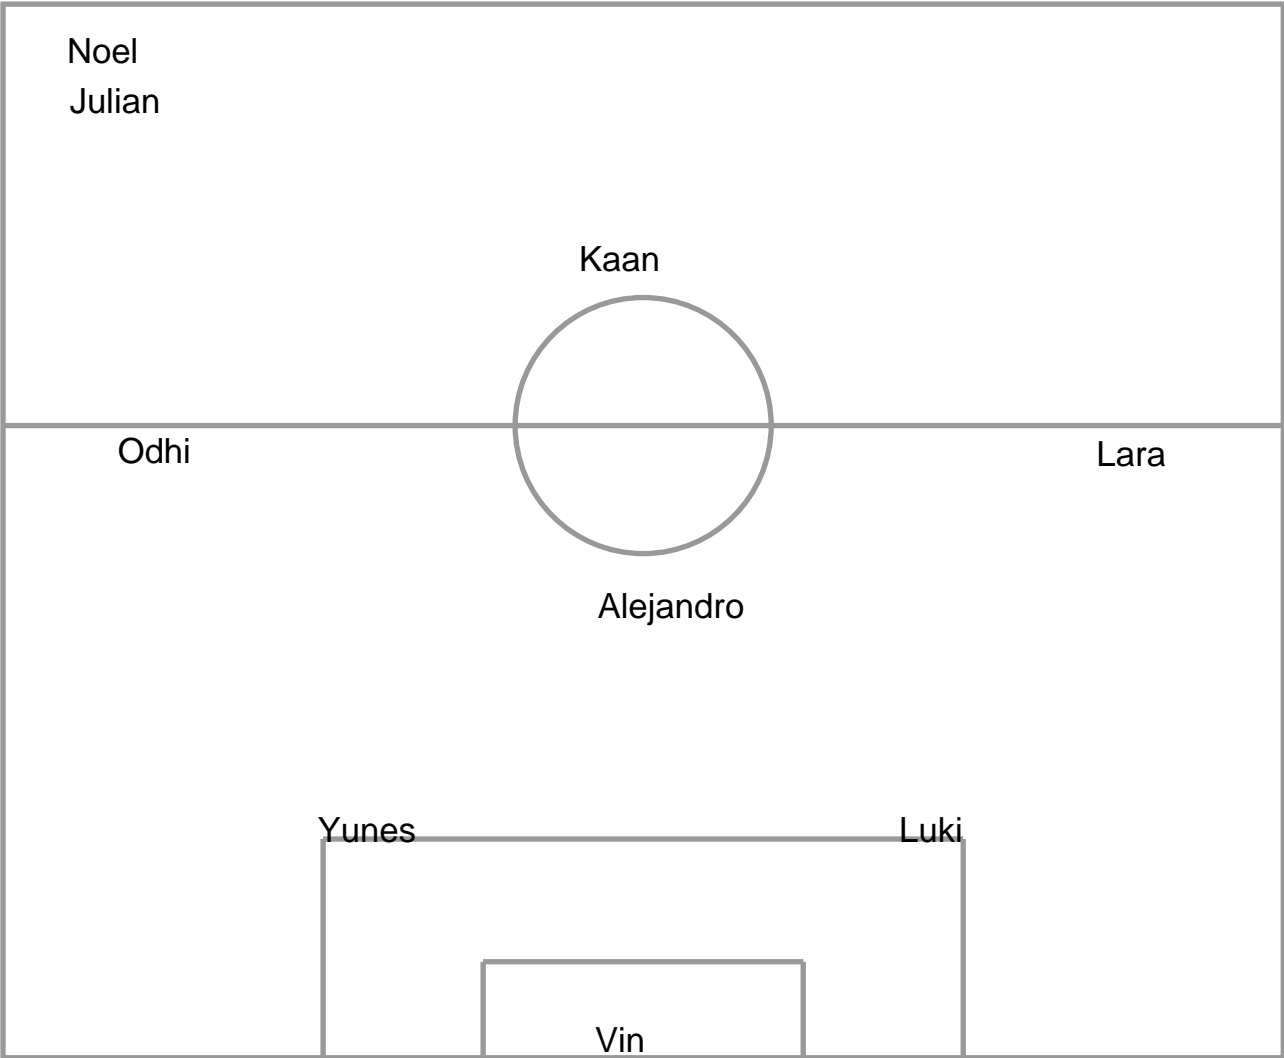 Noel
Julian
Kaan
Odhi
Lara
Alejandro
Yunes
Luki
Vin